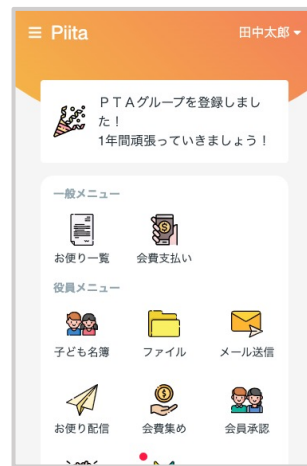 Piita
田中太郎
PTAグループを登録しまし
た！
1年間頑張っていきましょう！
一般メニュー
お便り一覧 会費支払い
役員メニュー
子ども名簿 ファイル メール送信
お便り配信 会費集め 会員承認